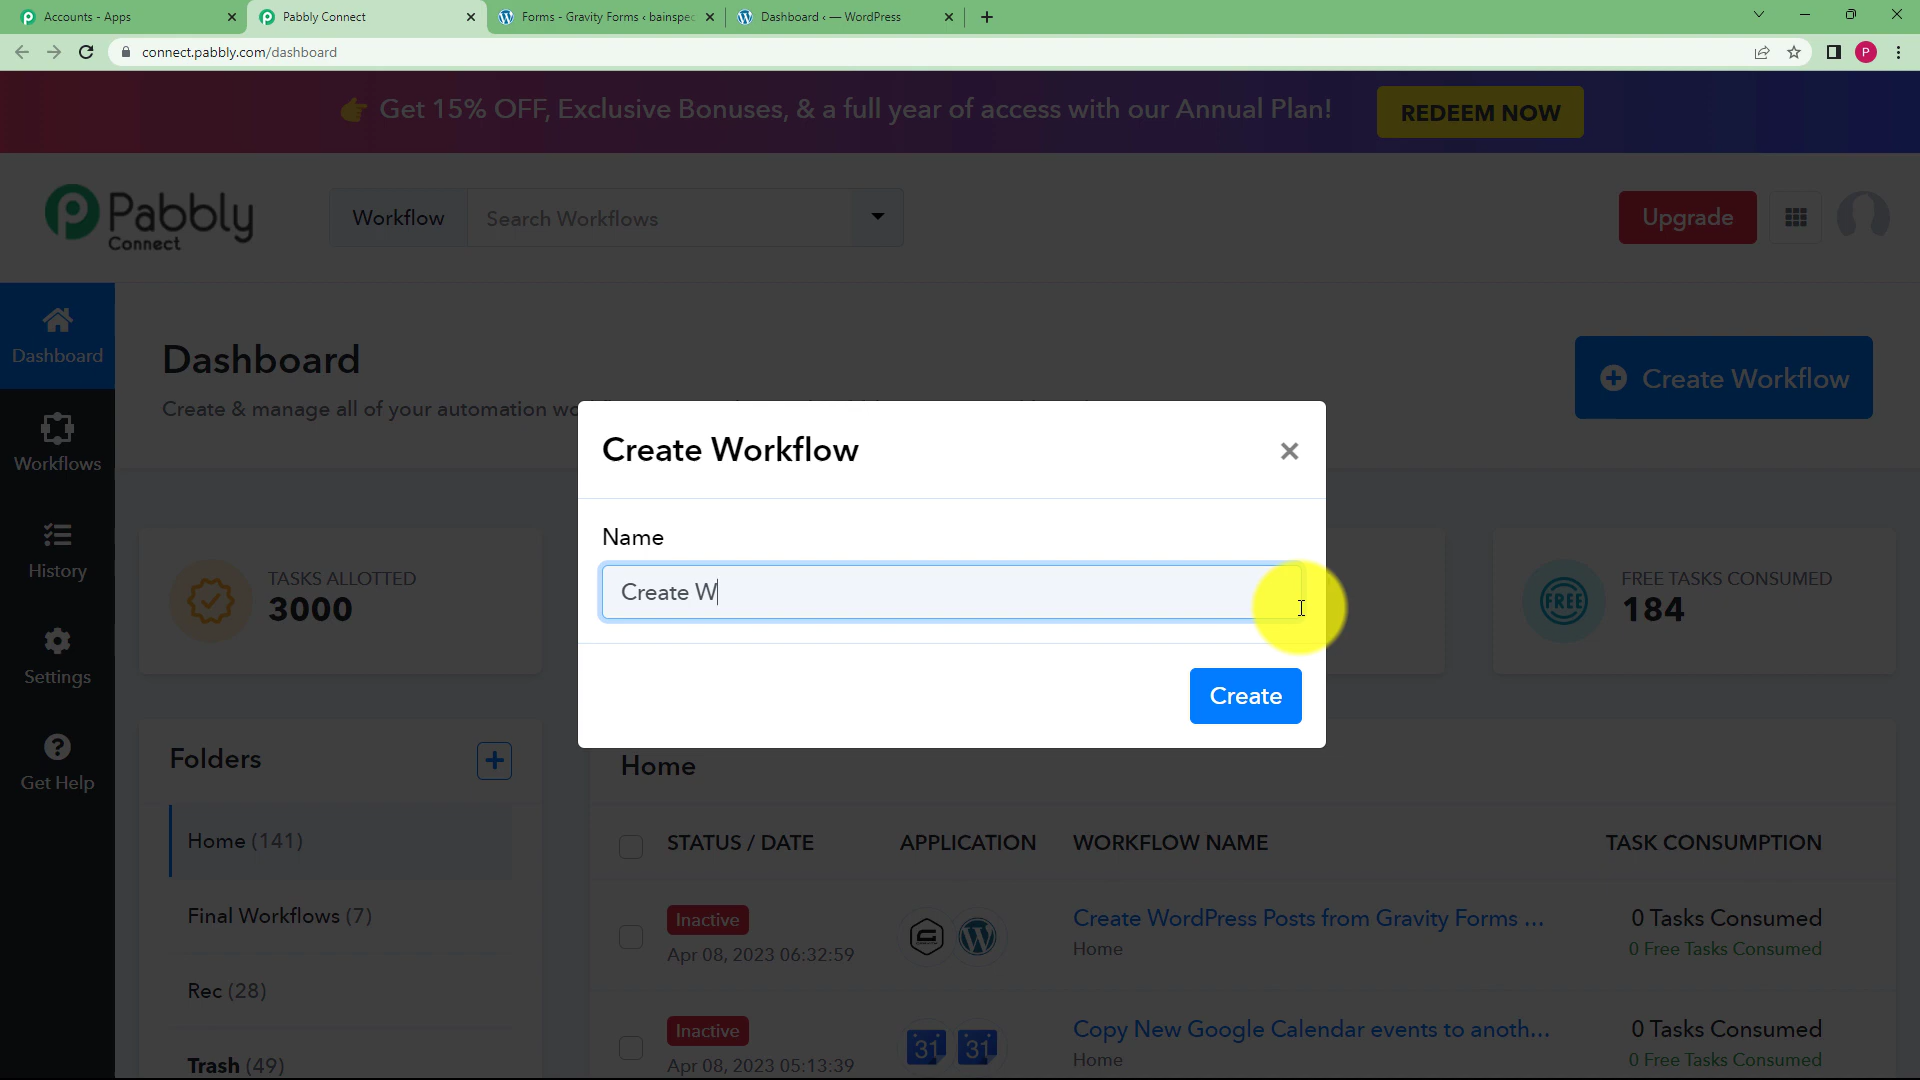 Accounts - Apps
Pabbly Connect
Forms - Gravity Forms ‹ bainspec
Dashboard ‹ — WordPress
connect.pabbly.com/dashboard
P
👉 Get 15% OFF, Exclusive Bonuses, & a full year of access with our Annual Plan!
REDEEM NOW
Pabbly
Connect
Workflow
Search Workflows
Upgrade
Dashboard
Workflows
History
Settings
Get Help
Dashboard
Create & manage all of your automation wo
Create Workflow
Create Workflow
×
Name
Create W
Create
TASKS ALLOTTED
3000
FREE
FREE TASKS CONSUMED
184
Folders
+
Home (141)
Final Workflows (7)
Rec (28)
Trash (49)
Home
STATUS / DATE APPLICATION WORKFLOW NAME TASK CONSUMPTION
Inactive
Apr 08, 2023 06:32:59
Create WordPress Posts from Gravity Forms ...
Home
0 Tasks Consumed
0 Free Tasks Consumed
Inactive
Apr 08, 2023 05:13:39
31 31
Copy New Google Calendar events to anoth...
Home
0 Tasks Consumed
0 Free Tasks Consumed